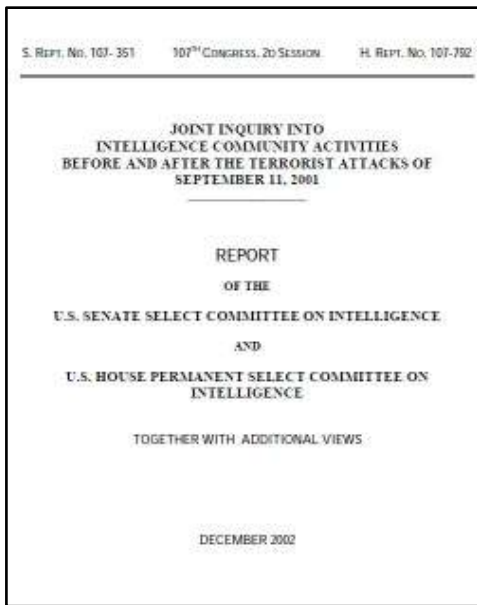 S. REPT. NO. 107- 351 107TH CONGRESS, 2D SESSION H. REPT. NO. 107-792
JOINT INQUIRY INTO
INTELLIGENCE COMMUNITY ACTIVITIES
BEFORE AND AFTER THE TERRORIST ATTACKS OF
SEPTEMBER 11, 2001
REPORT
OF THE
U.S. SENATE SELECT COMMITTEE ON INTELLIGENCE
AND
U.S. HOUSE PERMANENT SELECT COMMITTEE ON
INTELLIGENCE
TOGETHER WITH ADDITIONAL VIEWS
DECEMBER 2002